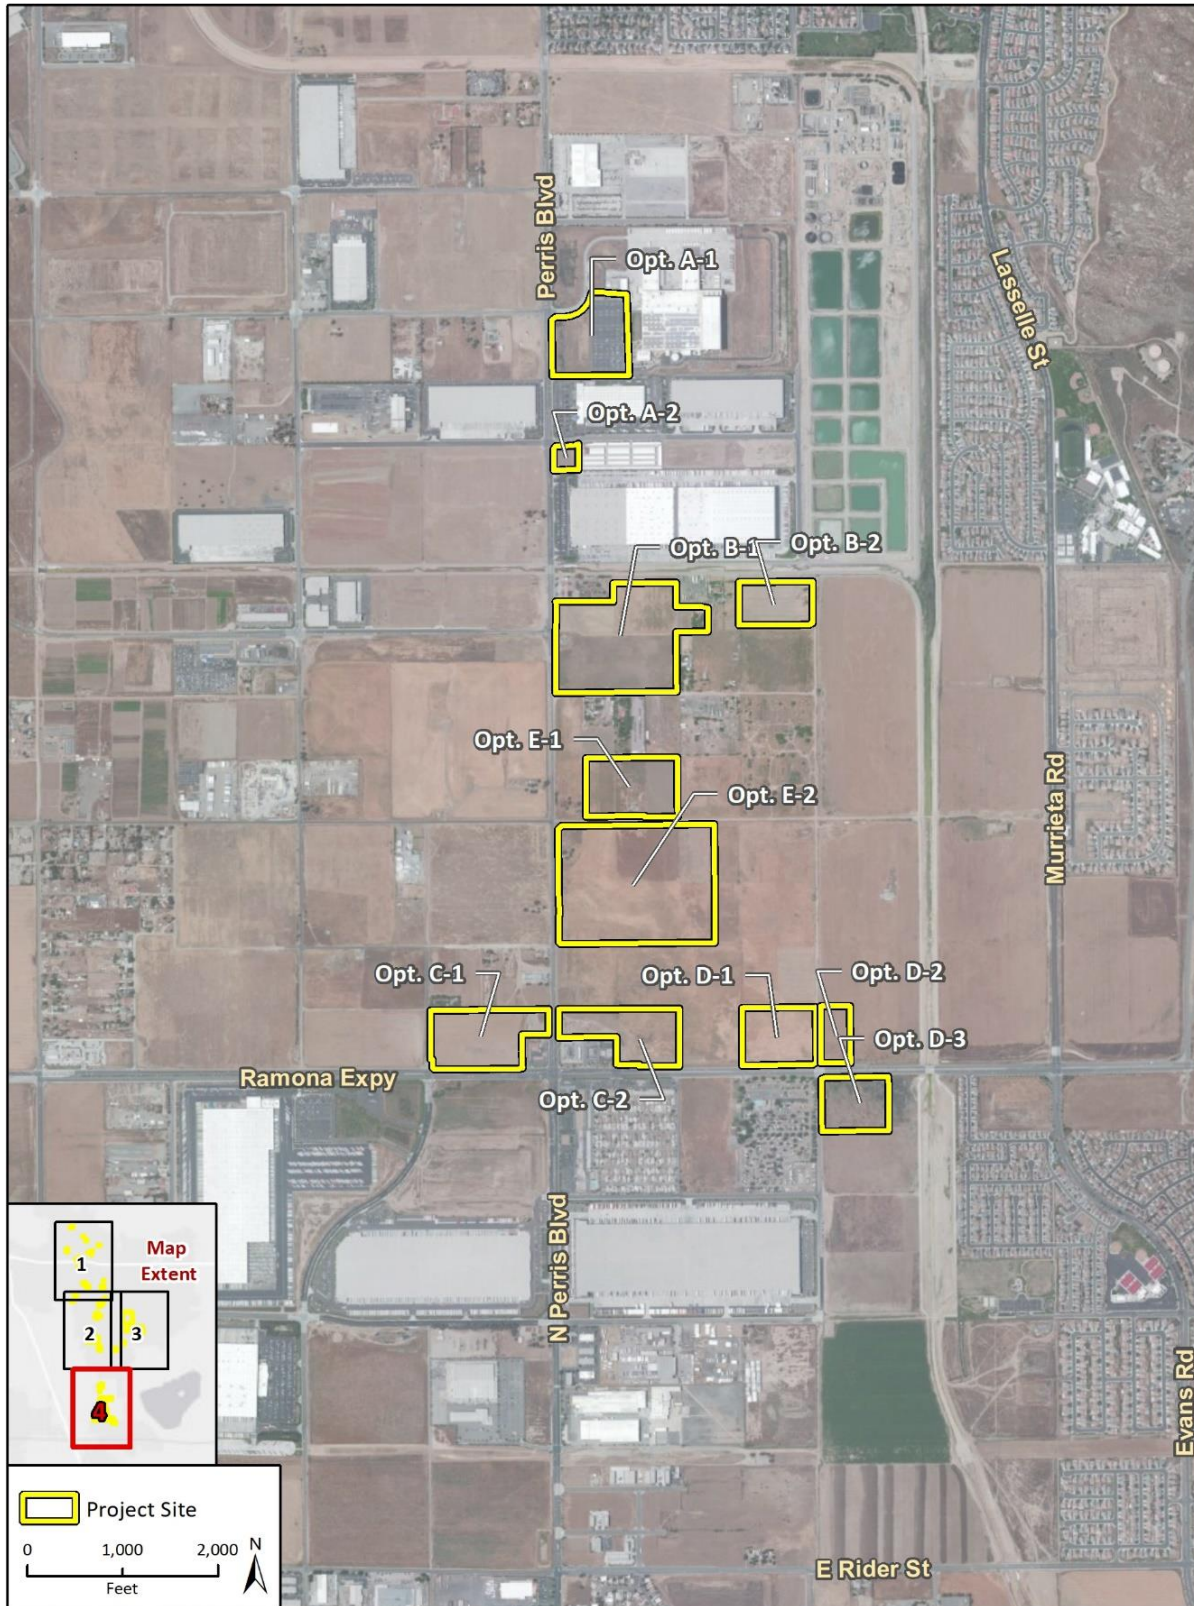 Perris Blvd
Opt. A-1
Lasselle St
Opt. A-2
Opt. B-1
Opt. B-2
Opt. E-1
Opt. E-2
Murrieta Rd
Opt. C-1
Opt. D-1
Opt. D-2
Opt. D-3
Ramona Expy
Opt. C-2
N Perris Blvd
Map
Extent
1
2
3
4
Evans Rd
Project Site
0
1,000
2,000
Feet
N
E Rider St